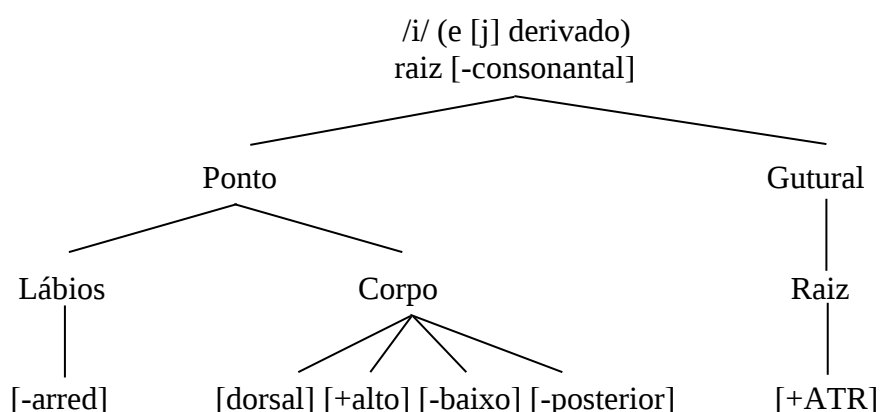 /i/ (e [j] derivado)
raiz [-consonantal]
Ponto Gutural
Lábios Corpo Raiz
[-arred] [dorsal] [+alto] [-baixo] [-posterior] [+ATR]